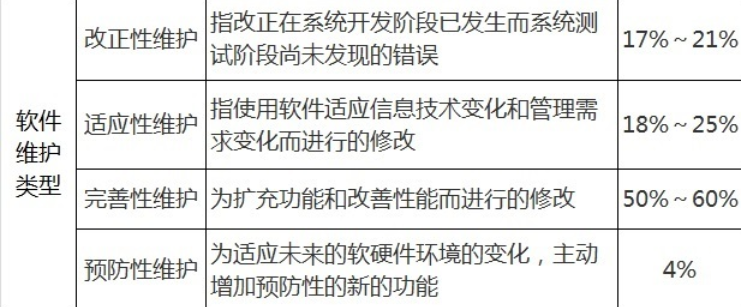 软件
维护
类型
改正性维护
指改正在系统开发阶段已发生而系统测
试阶段尚未发现的错误
17%~21%
适应性维护
指使用软件适应信息技术变化和管理需
求变化而进行的修改
18%~25%
完善性维护
为扩充功能和改善性能而进行的修改
50%~60%
预防性维护
为适应未来的软硬件环境的变化，主动
增加预防性的新的功能
4%